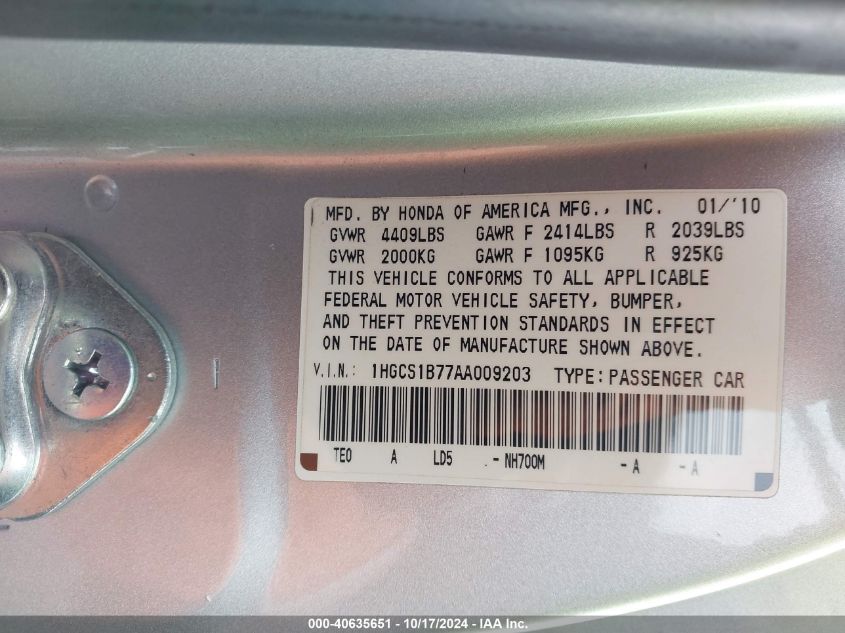 MFD. BY HONDA OF AMERICA MFG., INC. 01/'10
GVWR 4409LBS GAWR F 2414LBS R 2039LBS
GVWR 2000KG GAWR F 1095KG R 925KG
THIS VEHICLE CONFORMS TO ALL APPLICABLE
FEDERAL MOTOR VEHICLE SAFETY, BUMPER,
AND THEFT PREVENTION STANDARDS IN EFFECT
ON THE DATE OF MANUFACTURE SHOWN ABOVE.
V.I.N.: 1HGCS1B77AA009203 TYPE: PASSENGER CAR
TE0 A LD5 - NH700M - A - A
000-40635651 - 10/17/2024 - IAA Inc.